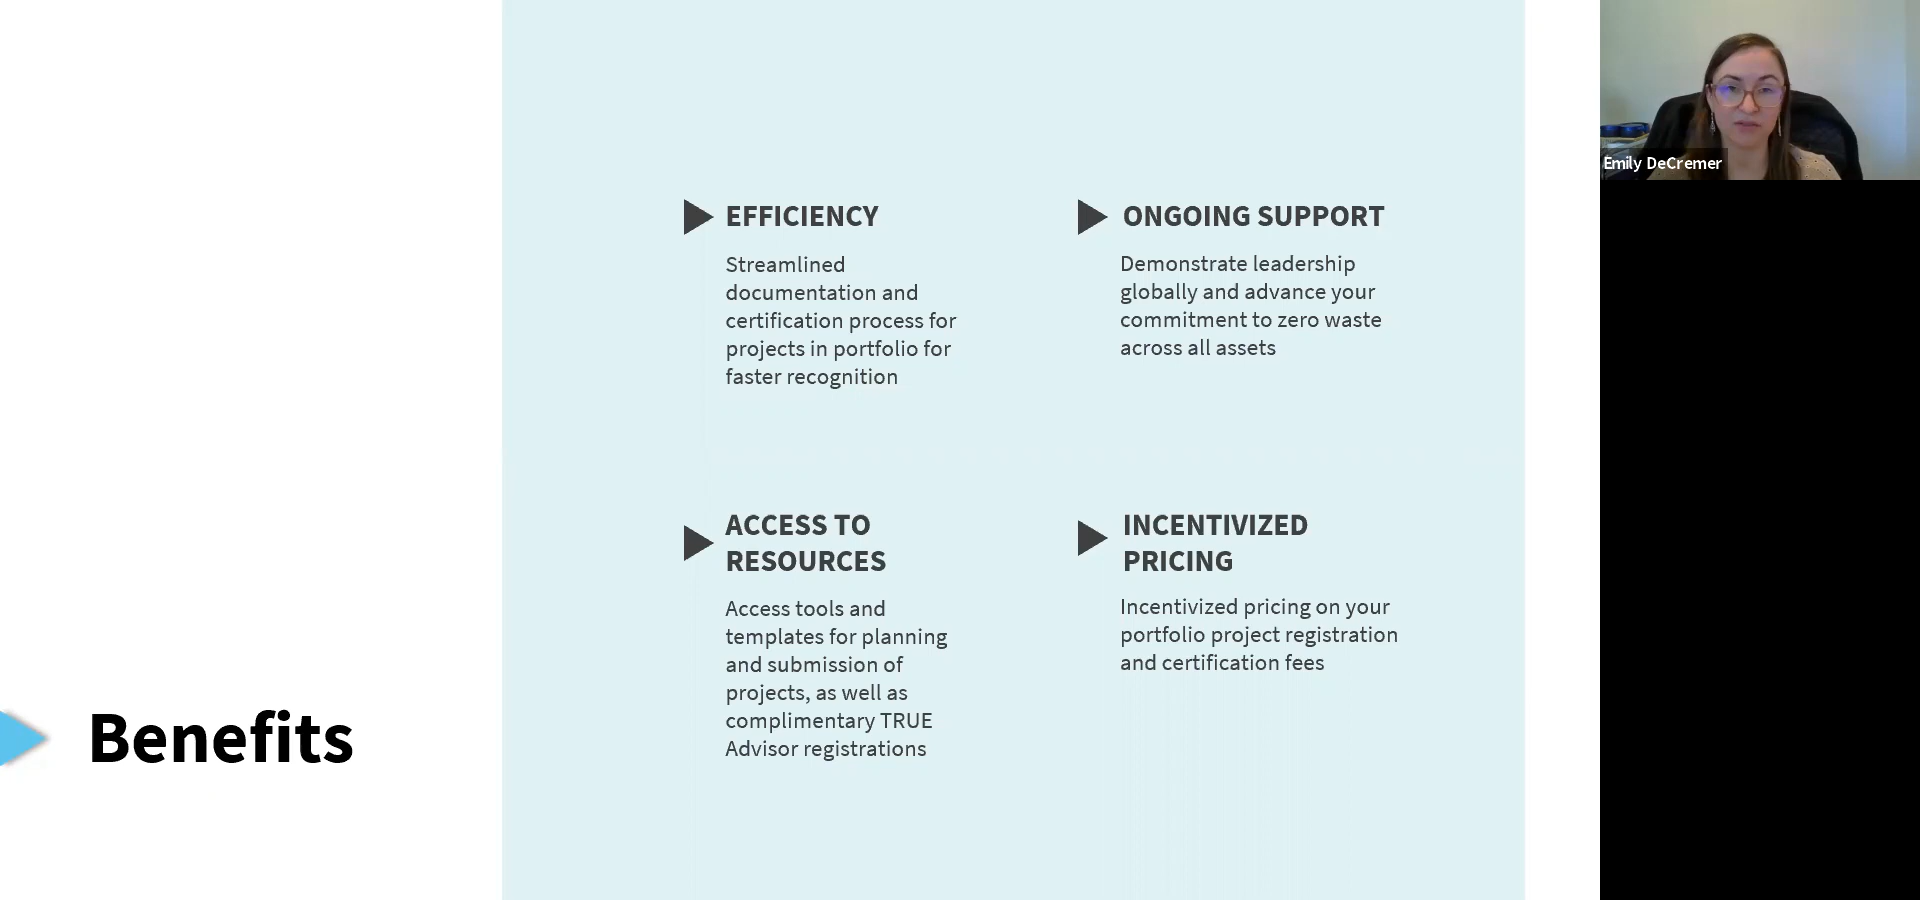 Benefits
EFFICIENCY
Streamlined
documentation and
certification process for
projects in portfolio for
faster recognition
ONGOING SUPPORT
Demonstrate leadership
globally and advance your
commitment to zero waste
across all assets
ACCESS TO
RESOURCES
Access tools and
templates for planning
and submission of
projects, as well as
complimentary TRUE
Advisor registrations
INCENTIVIZED
PRICING
Incentivized pricing on your
portfolio project registration
and certification fees
Emily DeCremer